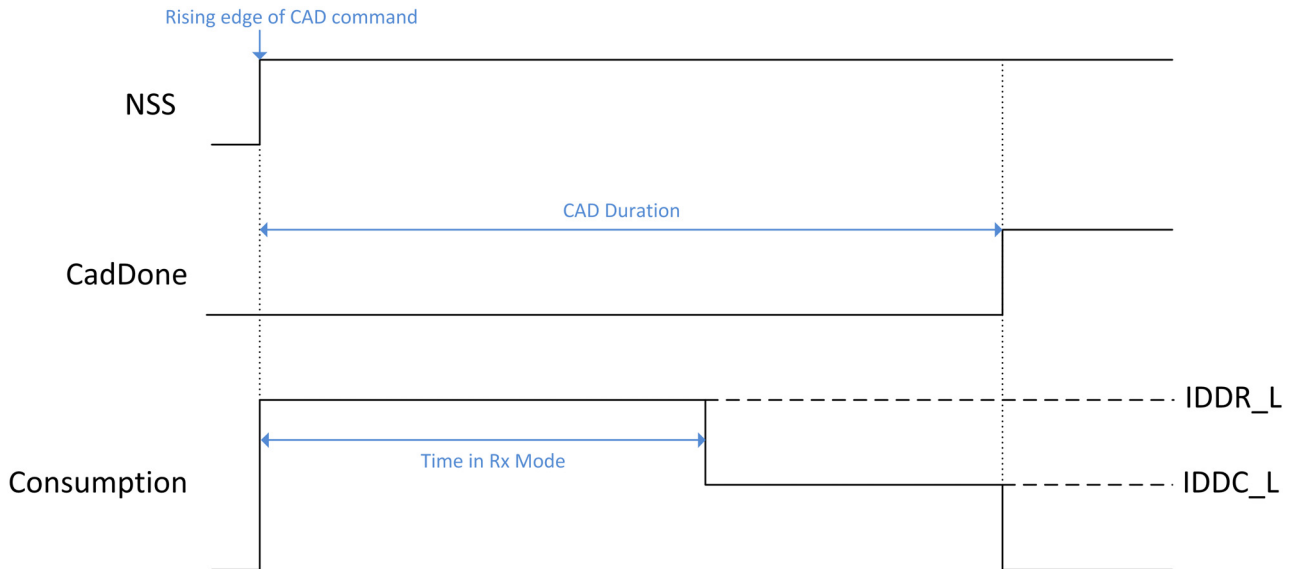 Rising edge of CAD command
NSS
CAD Duration
CadDone
IDDR_L
Time in Rx Mode
Consumption
IDDC_L